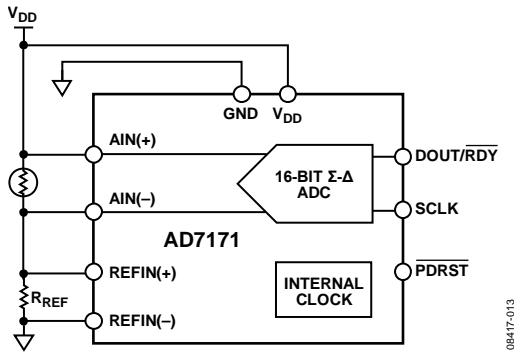 VDD
GND
VDD
AIN(+)
DOUT/RDY
16-BIT Σ-Δ
ADC
AIN(–)
SCLK
AD7171
REFIN(+)
PDRST
INTERNAL
CLOCK
RREF
REFIN(–)
08417-013